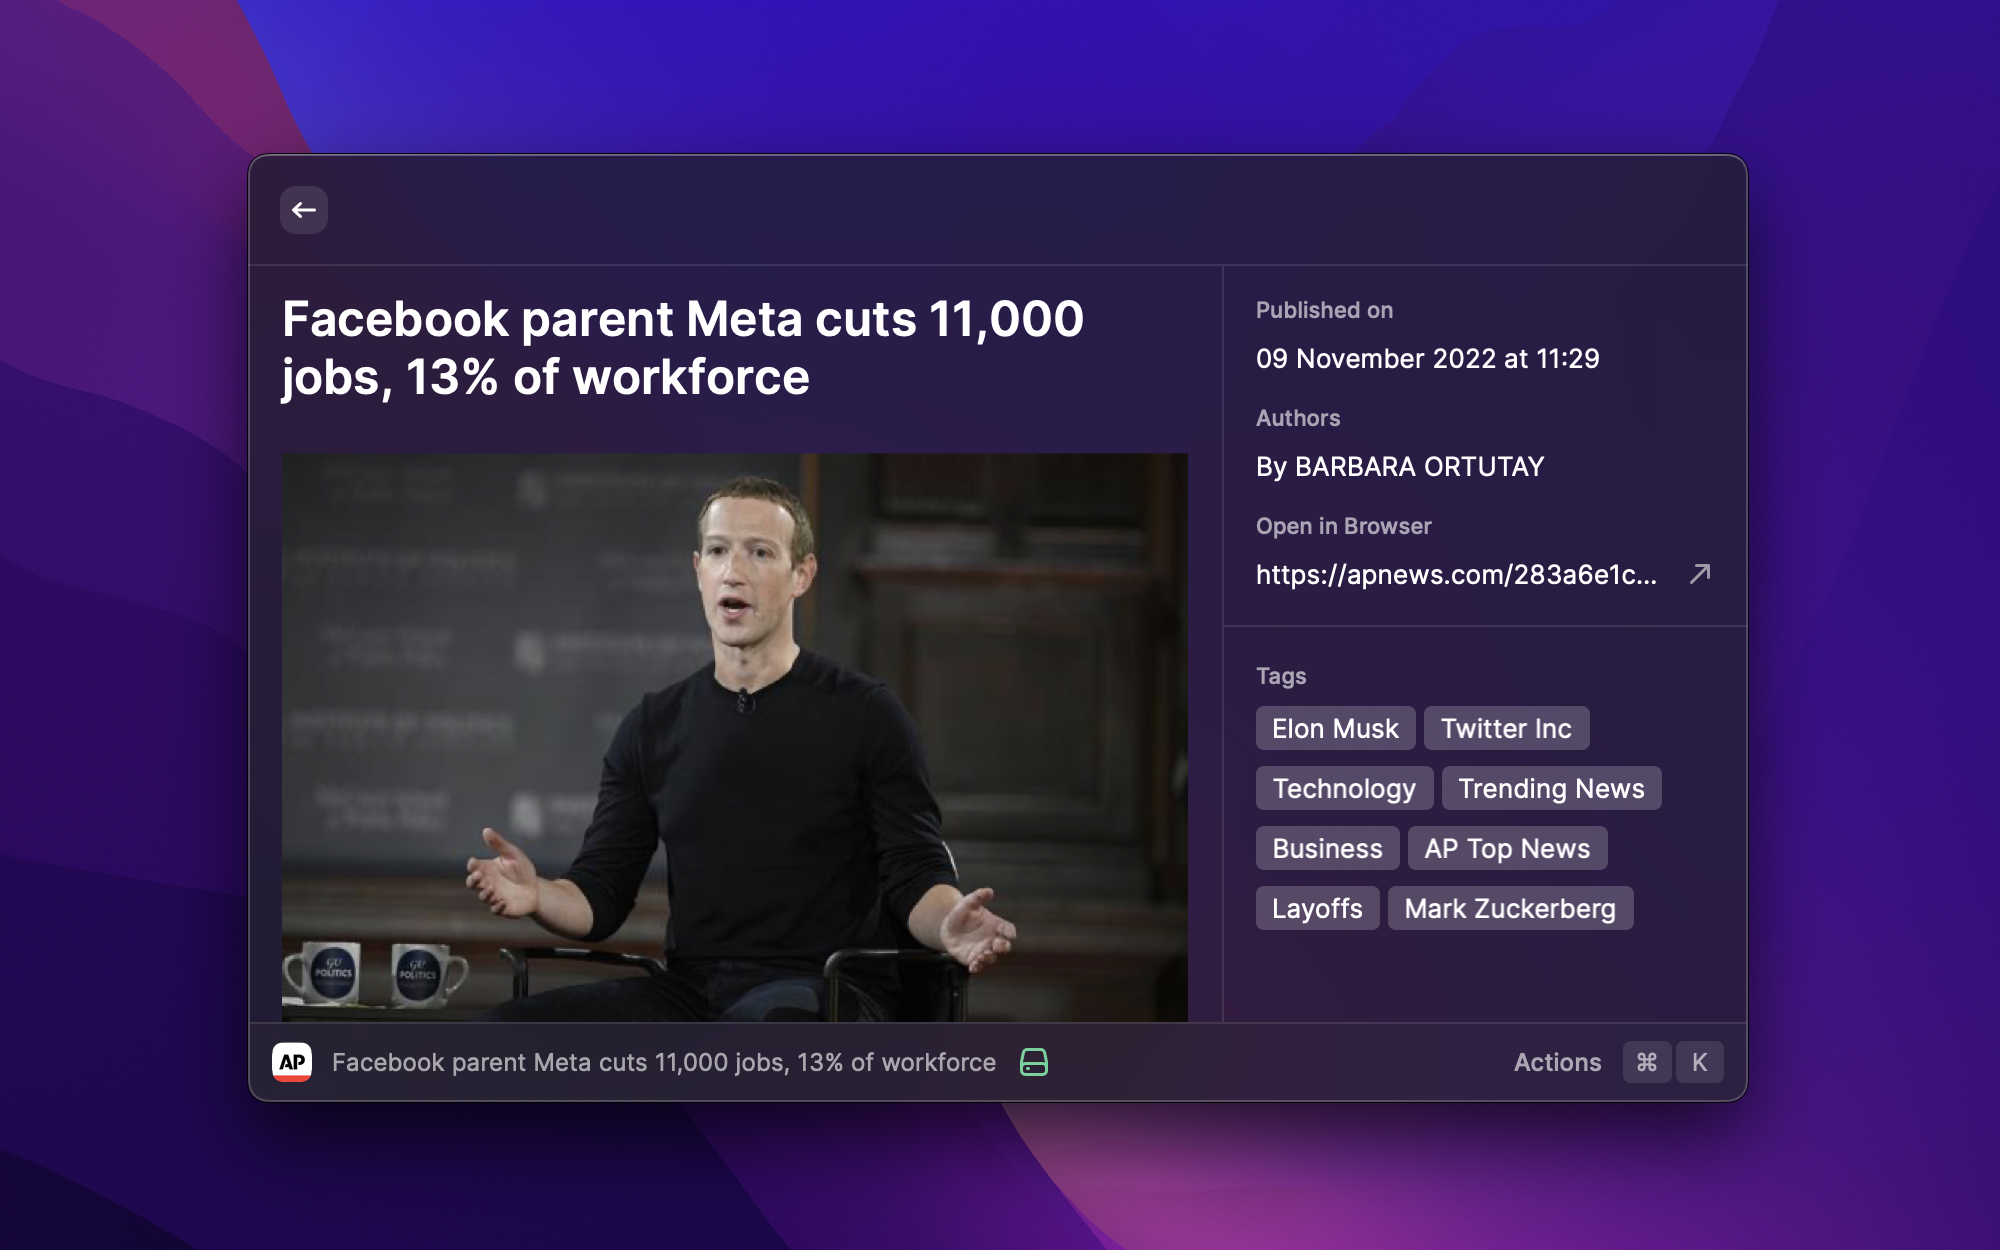 Facebook parent Meta cuts 11,000
jobs, 13% of workforce
GU
POLITICS
GU
POLITICS
Published on
09 November 2022 at 11:29
Authors
By BARBARA ORTUTAY
Open in Browser
https://apnews.com/283a6e1c...
Tags
Elon Musk Twitter Inc
Technology Trending News
Business AP Top News
Layoffs Mark Zuckerberg
AP Facebook parent Meta cuts 11,000 jobs, 13% of workforce
Actions ⌘ K